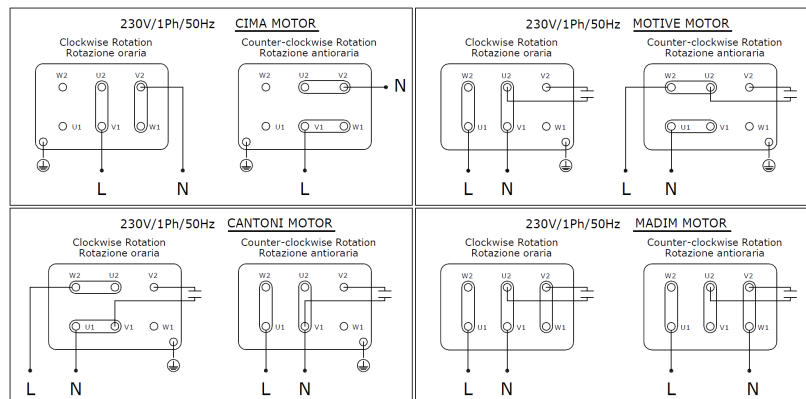 230V/1Ph/50Hz CIMA MOTOR
Clockwise Rotation
Rotazione oraria
W2 U2 V2
U1 V1 W1
L N
Counter-clockwise Rotation
Rotazione antioraria
W2 U2 V2
N
U1 V1 W1
L
230V/1Ph/50Hz MOTIVE MOTOR
Clockwise Rotation
Rotazione oraria
W2 U2 V2
U1 V1 W1
L N
Counter-clockwise Rotation
Rotazione antioraria
W2 U2 V2
U1 V1 W1
L N
230V/1Ph/50Hz CANTONI MOTOR
Clockwise Rotation
Rotazione oraria
W2 U2 V2
U1 V1 W1
L N
Counter-clockwise Rotation
Rotazione antioraria
W2 U2 V2
U1 V1 W1
L N
230V/1Ph/50Hz MADIM MOTOR
Clockwise Rotation
Rotazione oraria
W2 U2 V2
U1 V1 W1
L N
Counter-clockwise Rotation
Rotazione antioraria
W2 U2 V2
U1 V1 W1
L N